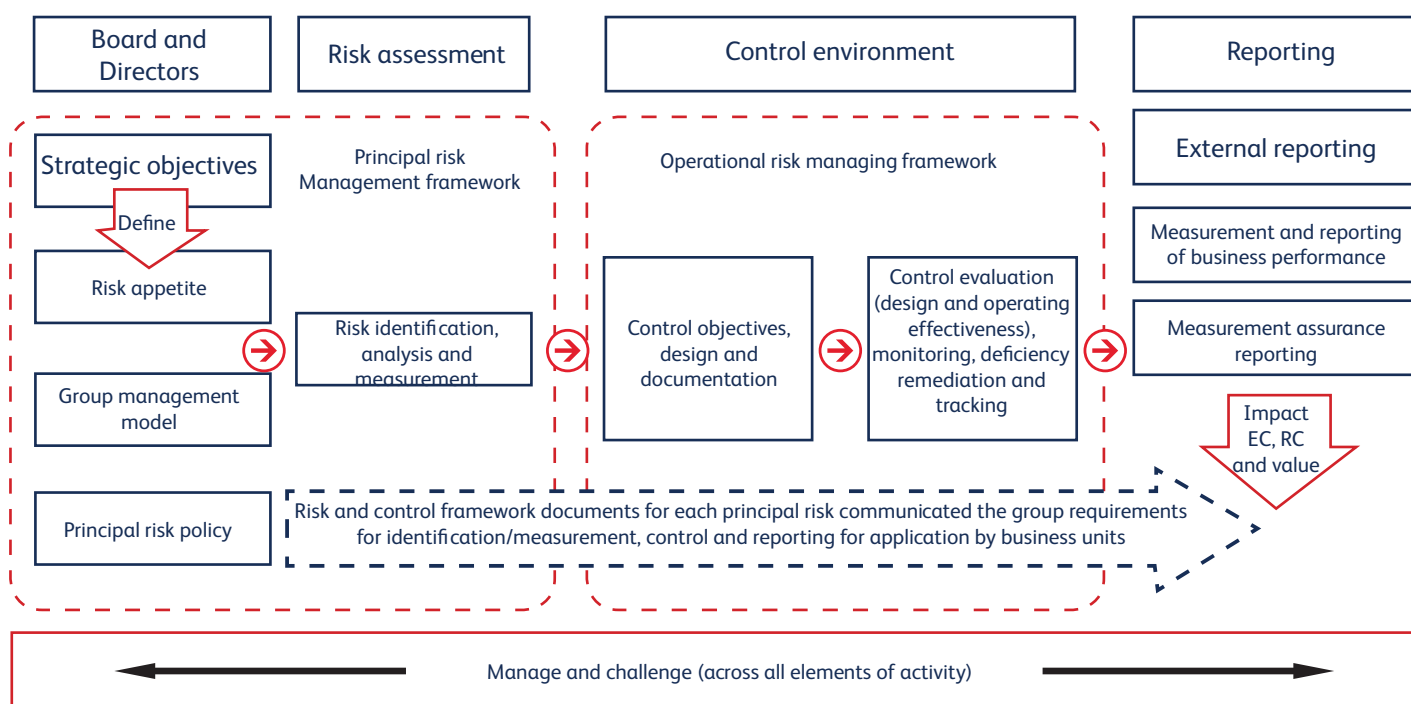 Board and
Directors
Risk assessment
Control environment
Reporting
Strategic objectives
Define
Risk appetite
Group management
model
Principal risk policy
Principal risk
Management framework
Risk identification,
analysis and
measurement
Operational risk managing framework
Control objectives,
design and
documentation
Control evaluation
(design and operating
effectiveness),
monitoring, deficiency
remediation and
tracking
External reporting
Measurement and reporting
of business performance
Measurement assurance
reporting
Impact
EC, RC
and value
Risk and control framework documents for each principal risk communicated the group requirements
for identification/measurement, control and reporting for application by business units
Manage and challenge (across all elements of activity)